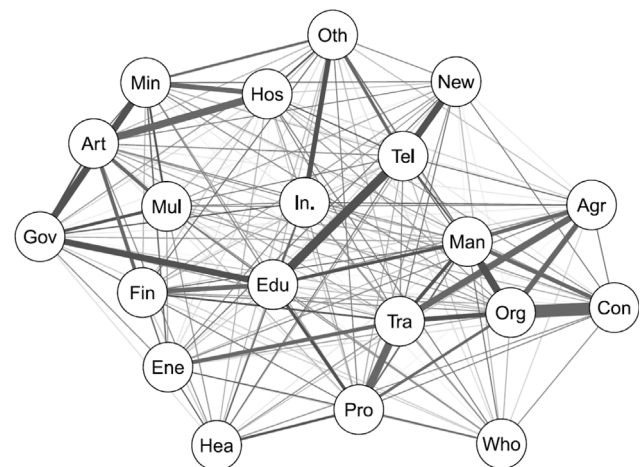 Oth
Min
New
Hos
Art
Tel
Mul
In.
Agr
Gov
Man
Fin
Edu
Tra
Org
Con
Ene
Pro
Hea
Who